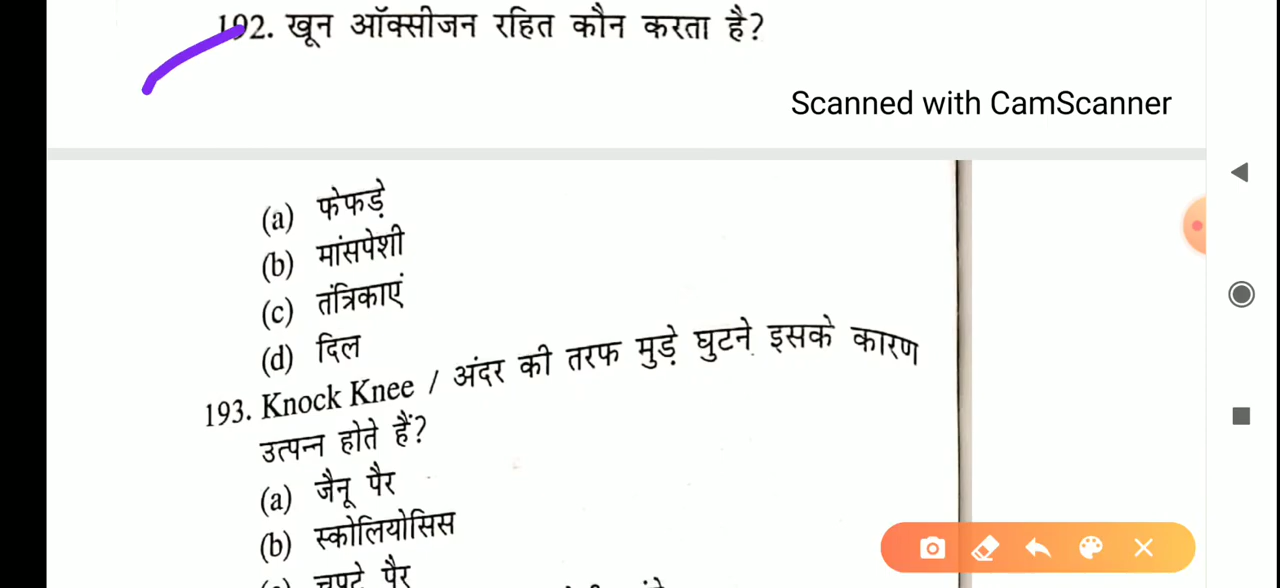 192. खून ऑक्सीजन रहित कौन करता है?
Scanned with CamScanner
(a) फेफड़े
(b) मांसपेशी
(c) तंत्रिकाएं
(d) दिल
193. Knock Knee / अंदर की तरफ मुड़े घुटने इसके कारण
उत्पन्न होते हैं?
(a) जैनू पैर
(b) स्कोलियोसिस
चपटे पैर